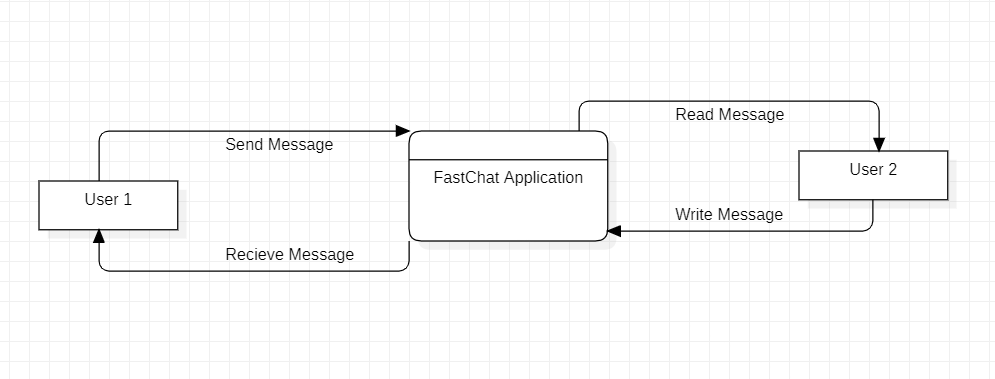 Read Message
Send Message
FastChat Application
User 1
User 2
Write Message
Recieve Message